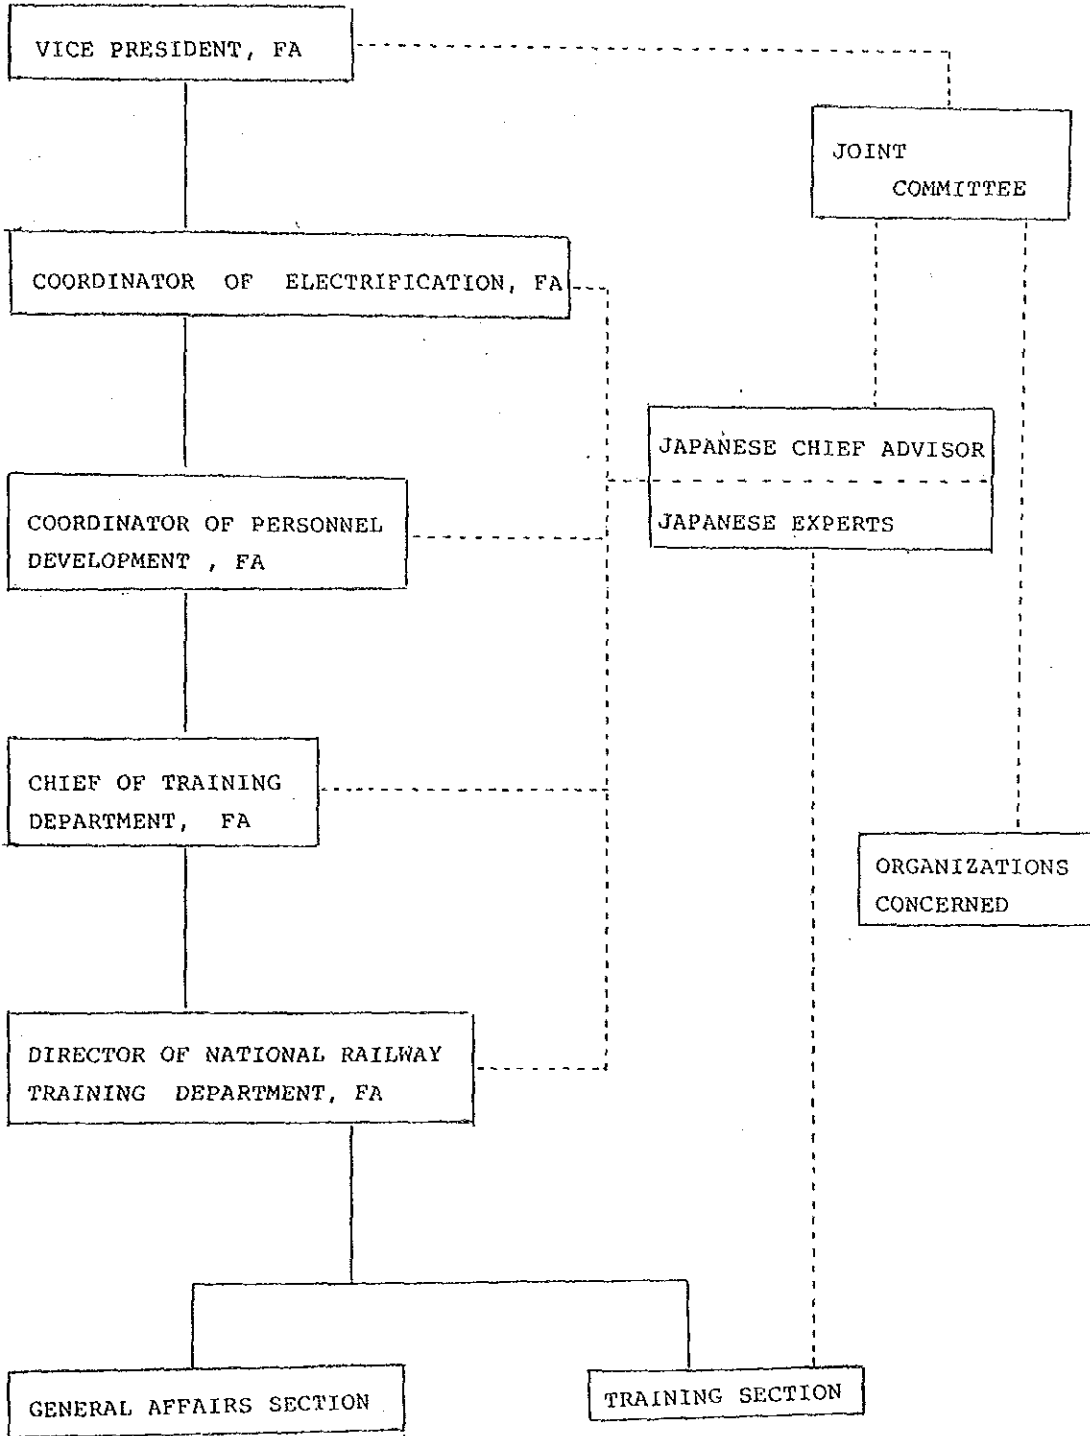 VICE PRESIDENT, FA
JOINT
COMMITTEE
COORDINATOR OF ELECTRIFICATION, FA
JAPANESE CHIEF ADVISOR
JAPANESE EXPERTS
COORDINATOR OF PERSONNEL
DEVELOPMENT , FA
CHIEF OF TRAINING
DEPARTMENT, FA
ORGANIZATIONS
CONCERNED
DIRECTOR OF NATIONAL RAILWAY
TRAINING DEPARTMENT, FA
GENERAL AFFAIRS SECTION
TRAINING SECTION